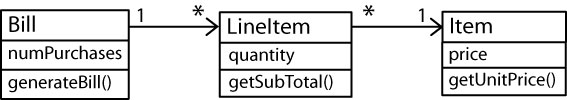 Bill
numPurchases
generateBill()
1
*
LineItem
quantity
getSubTotal()
*
1
Item
price
getUnitPrice()